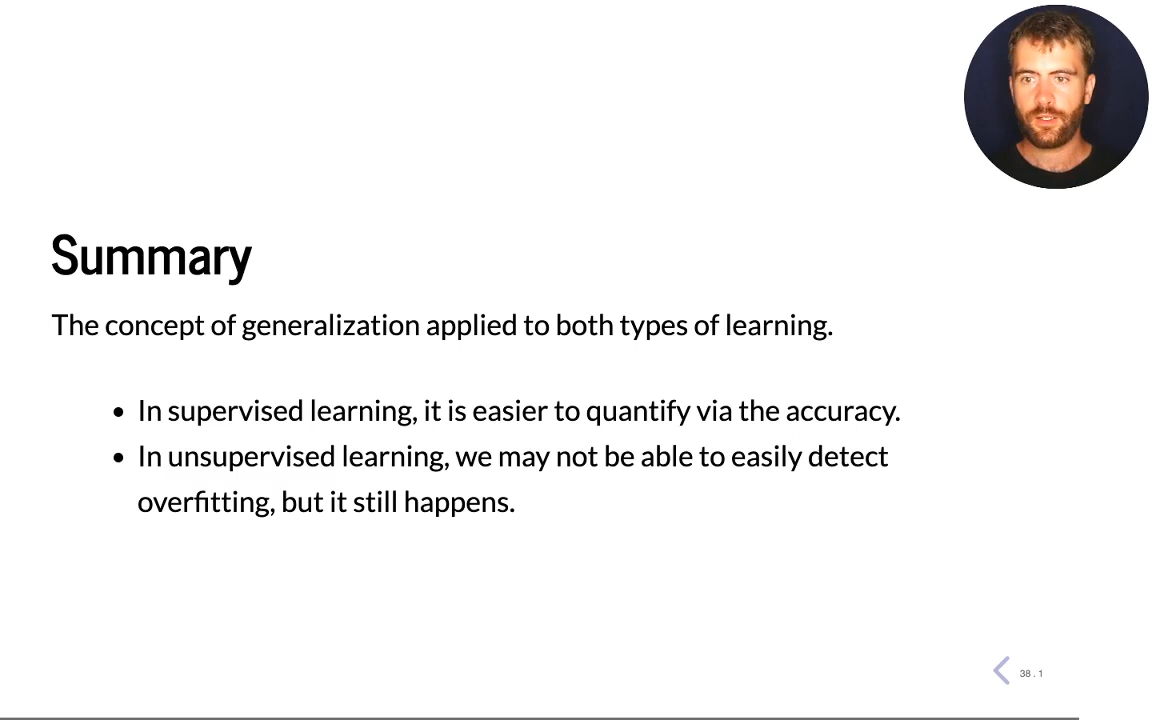 Summary
The concept of generalization applied to both types of learning.
• In supervised learning, it is easier to quantify via the accuracy.
• In unsupervised learning, we may not be able to easily detect
overfitting, but it still happens.
38 . 1